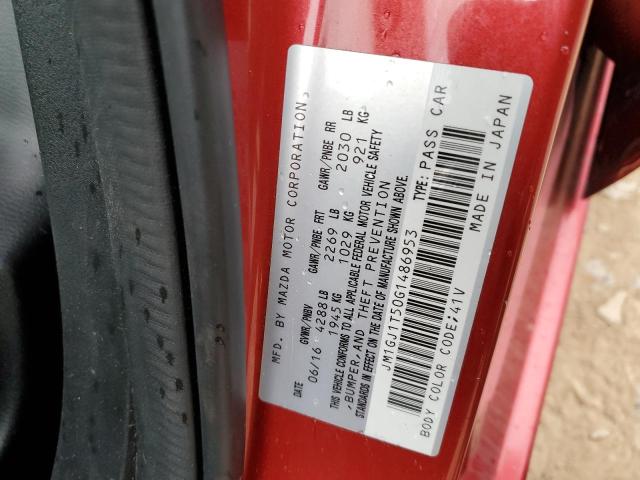 MFD. BY MAZDA MOTOR CORPORATION
DATE GVWR/PNBV GAWR/PNBE FRT GAWR/PNBE RR
06/16 4288 LB 2269 LB 2030 LB
1945 KG 1029 KG 921 KG
THIS VEHICLE CONFORMS TO ALL APPLICABLE FEDERAL MOTOR VEHICLE SAFETY
,BUMPER,AND THEFT PREVENTION
STANDARDS IN EFFECT ON THE DATE OF MANUFACTURE SHOWN ABOVE.
JM1GJ1T50G1486953 TYPE: PASS CAR
BODY COLOR CODE;41V MADE IN JAPAN